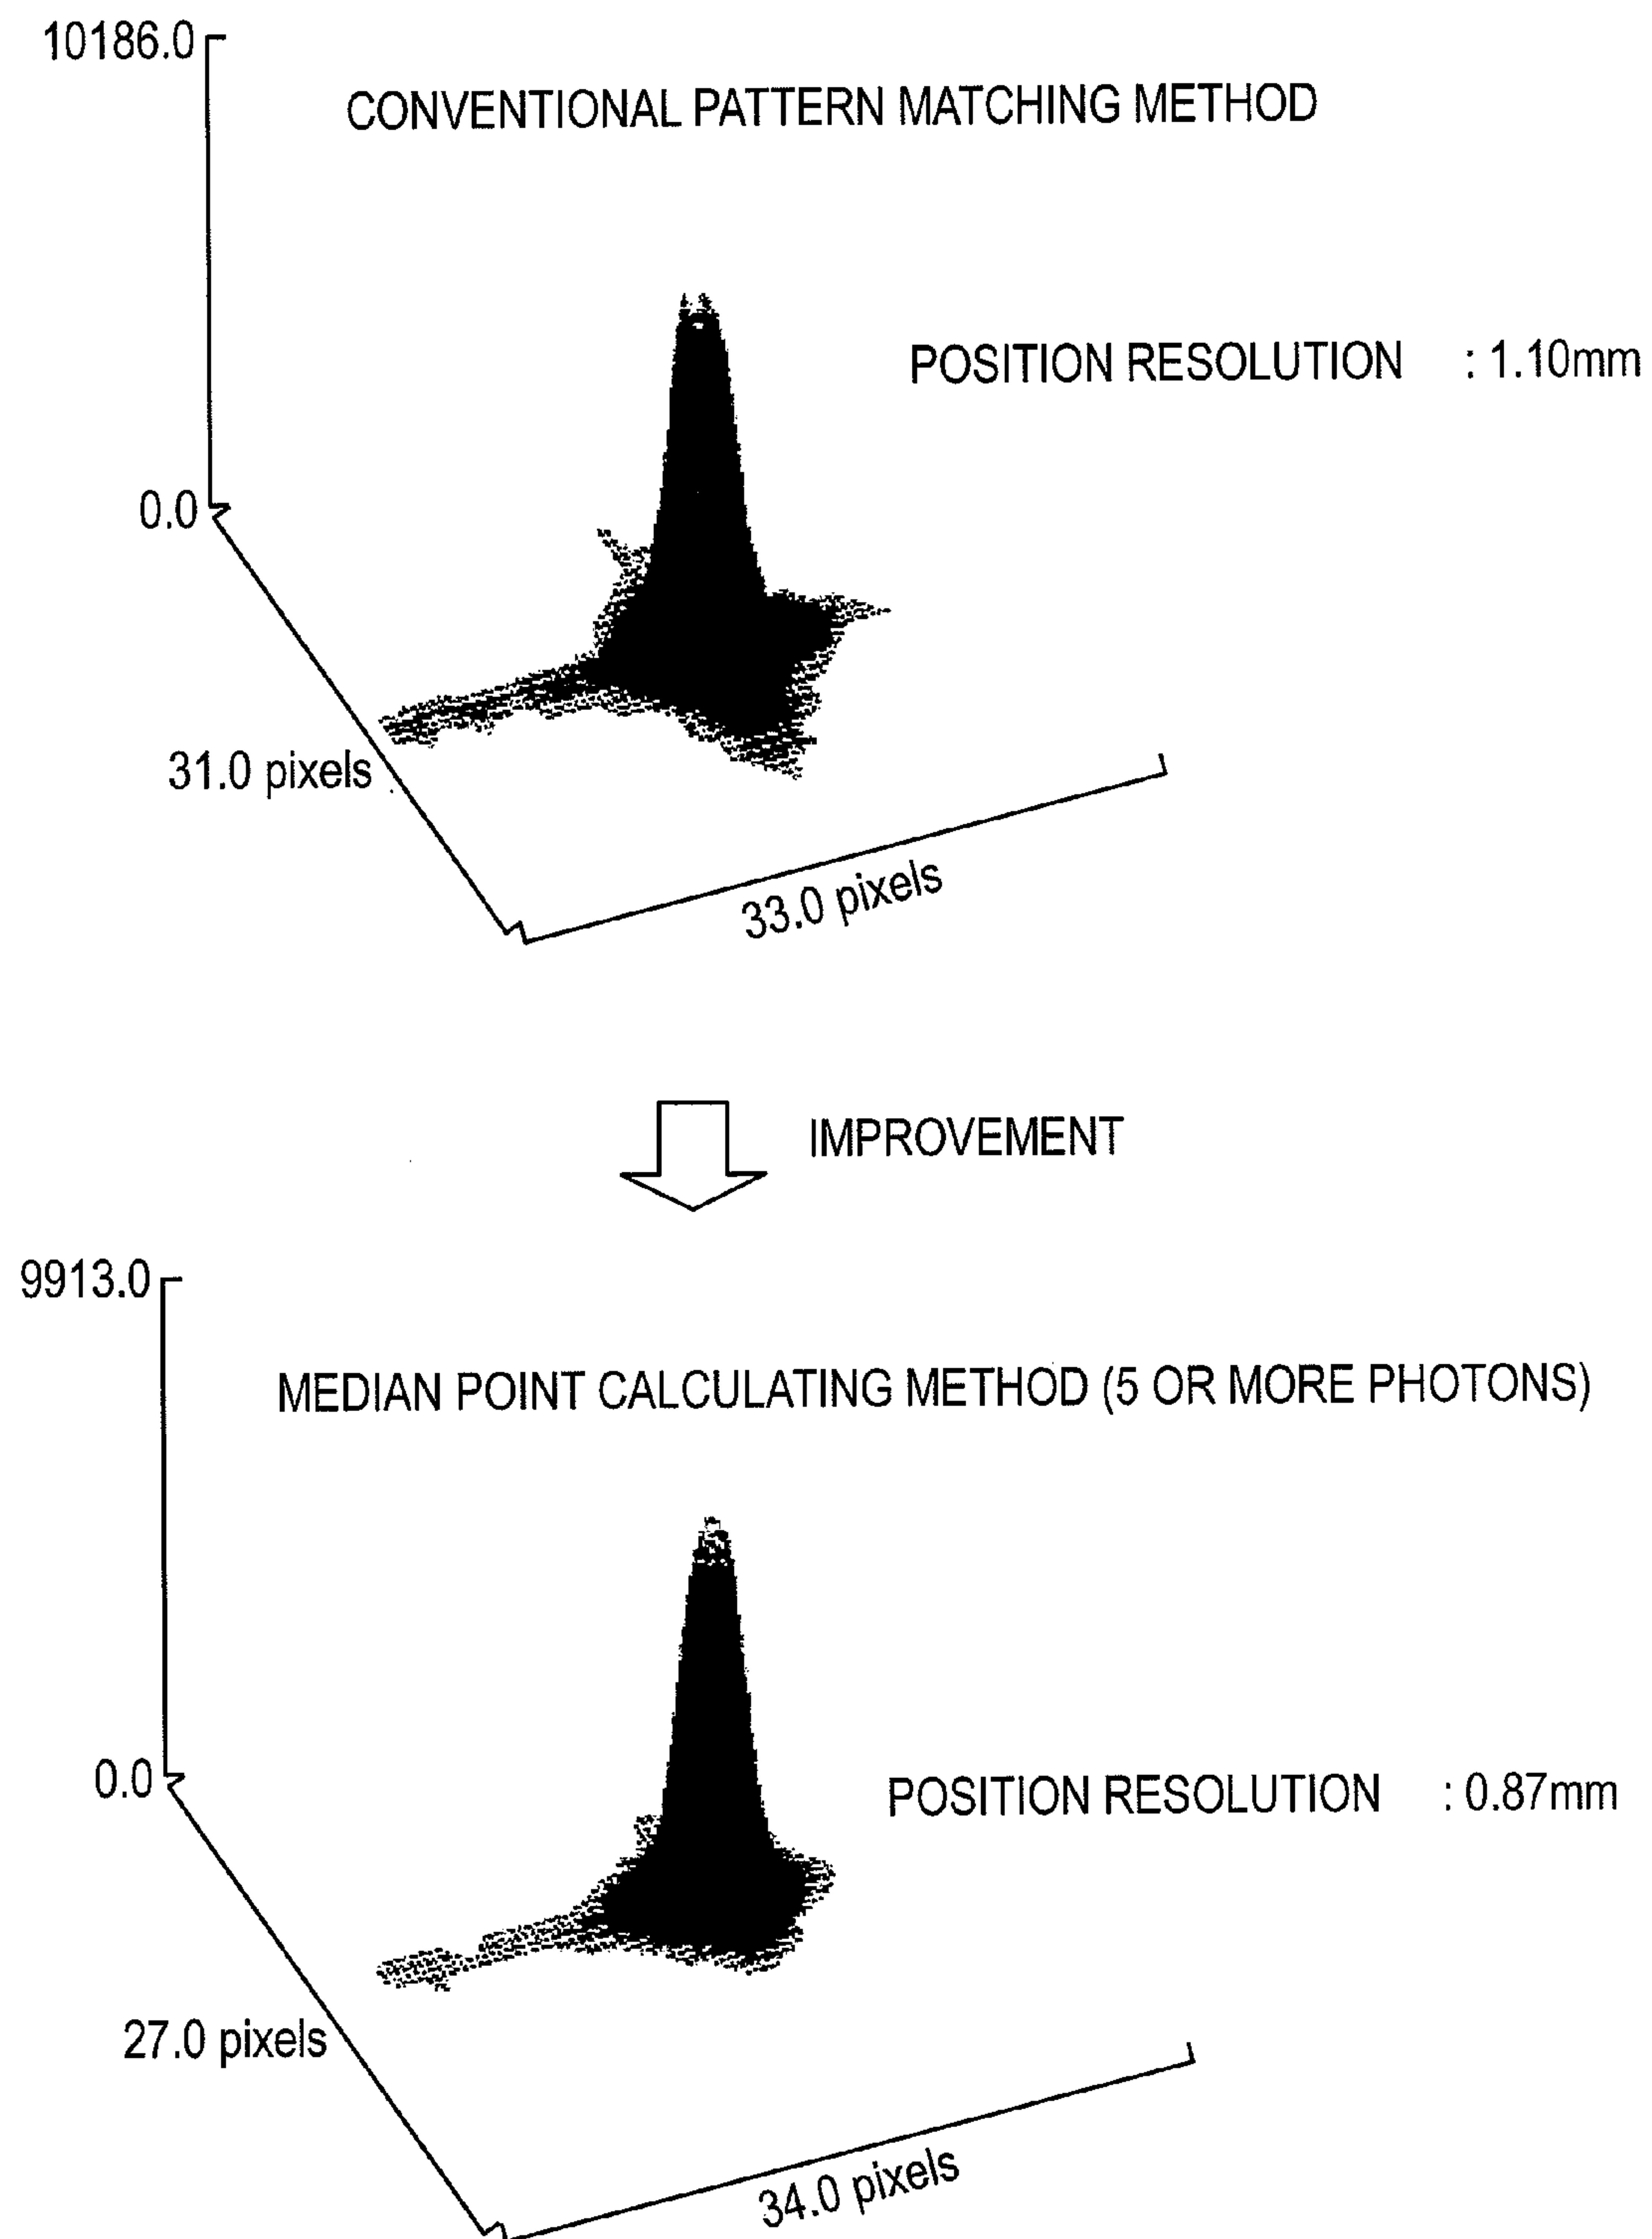 10186.0
CONVENTIONAL PATTERN MATCHING METHOD
POSITION RESOLUTION : 1.10mm
0.0
31.0 pixels
33.0 pixels
IMPROVEMENT
9913.0
MEDIAN POINT CALCULATING METHOD (5 OR MORE PHOTONS)
0.0
POSITION RESOLUTION : 0.87mm
27.0 pixels
34.0 pixels